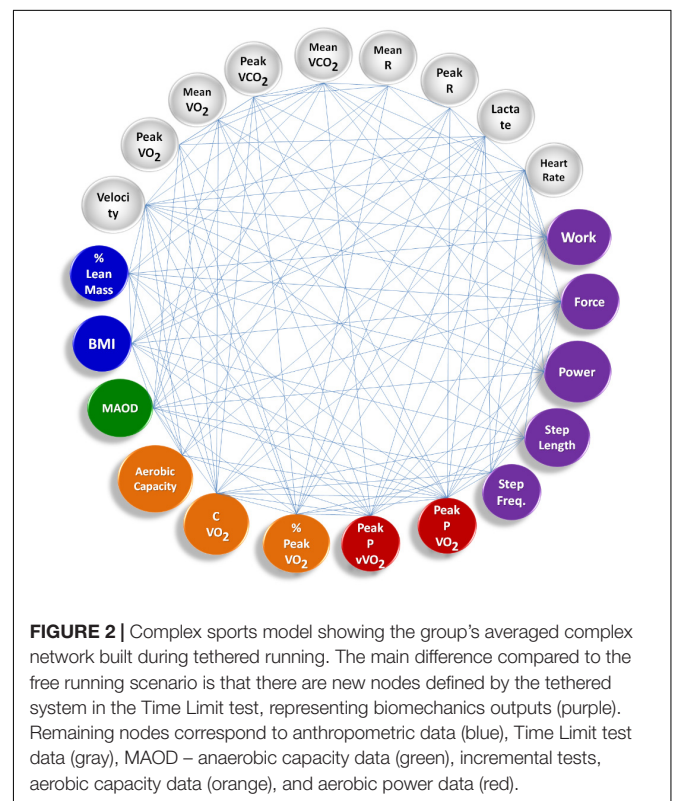 Mean
VCO2
Mean
R
Peak
VCO2
Peak
R
Mean
VO2
Lacta
te
Peak
VO2
Heart
Rate
Veloci
ty
Work
%
Lean
Mass
Force
BMI
Power
MAOD
Step
Length
Aerobic
Capacity
Step
Freq.
C
VO2
%
Peak
VO2
Peak
P
vVO2
Peak
P
VO2
FIGURE 2 | Complex sports model showing the group's averaged complex
network built during tethered running. The main difference compared to the
free running scenario is that there are new nodes defined by the tethered
system in the Time Limit test, representing biomechanics outputs (purple).
Remaining nodes correspond to anthropometric data (blue), Time Limit test
data (gray), MAOD – anaerobic capacity data (green), incremental tests,
aerobic capacity data (orange), and aerobic power data (red).